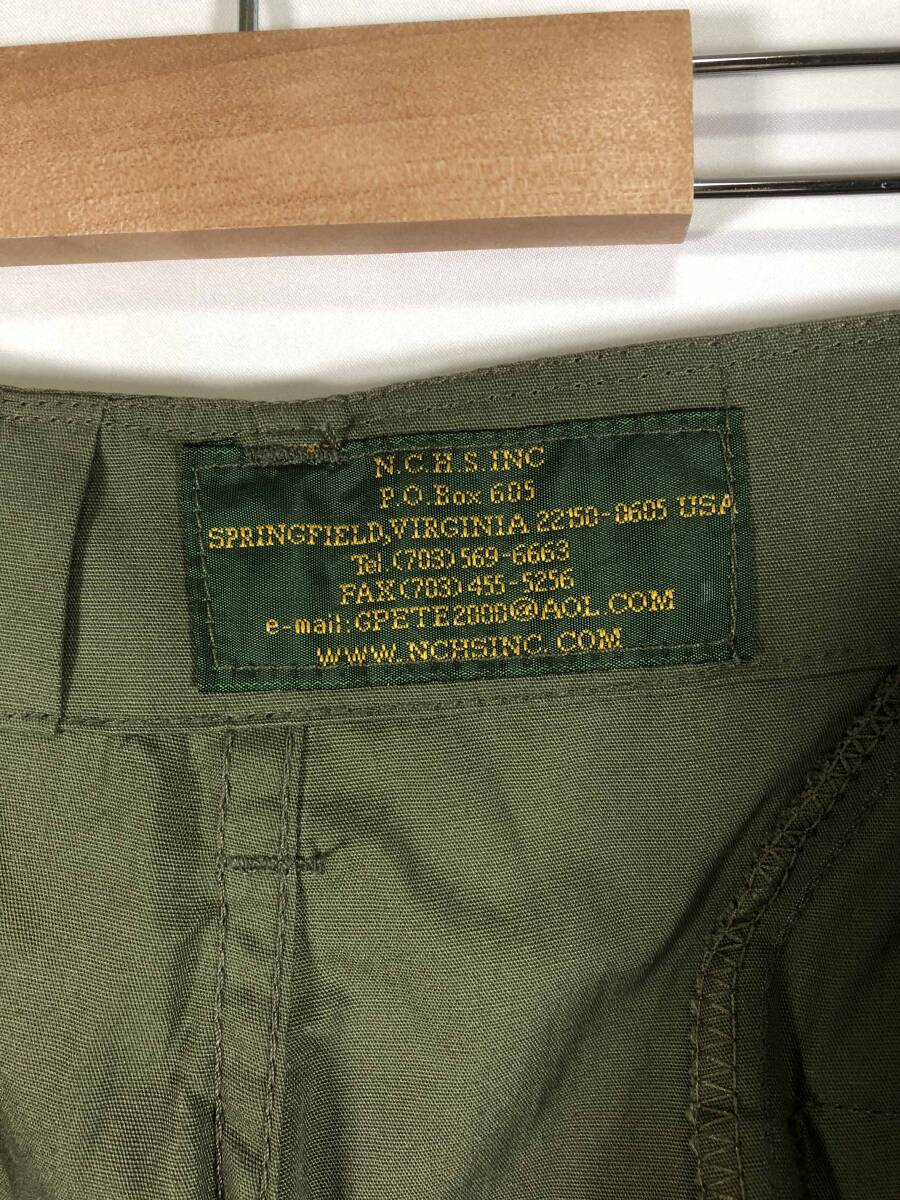 N.C.H.S.INC
P.O.Box 605
SPRINGFIELD,VIRGINIA 22150-0605 USA
Tel.(703) 569-6663
FAX(703) 455-5256
e-mail:GPETE2000@AOL.COM
WWW.NCHSINC.COM